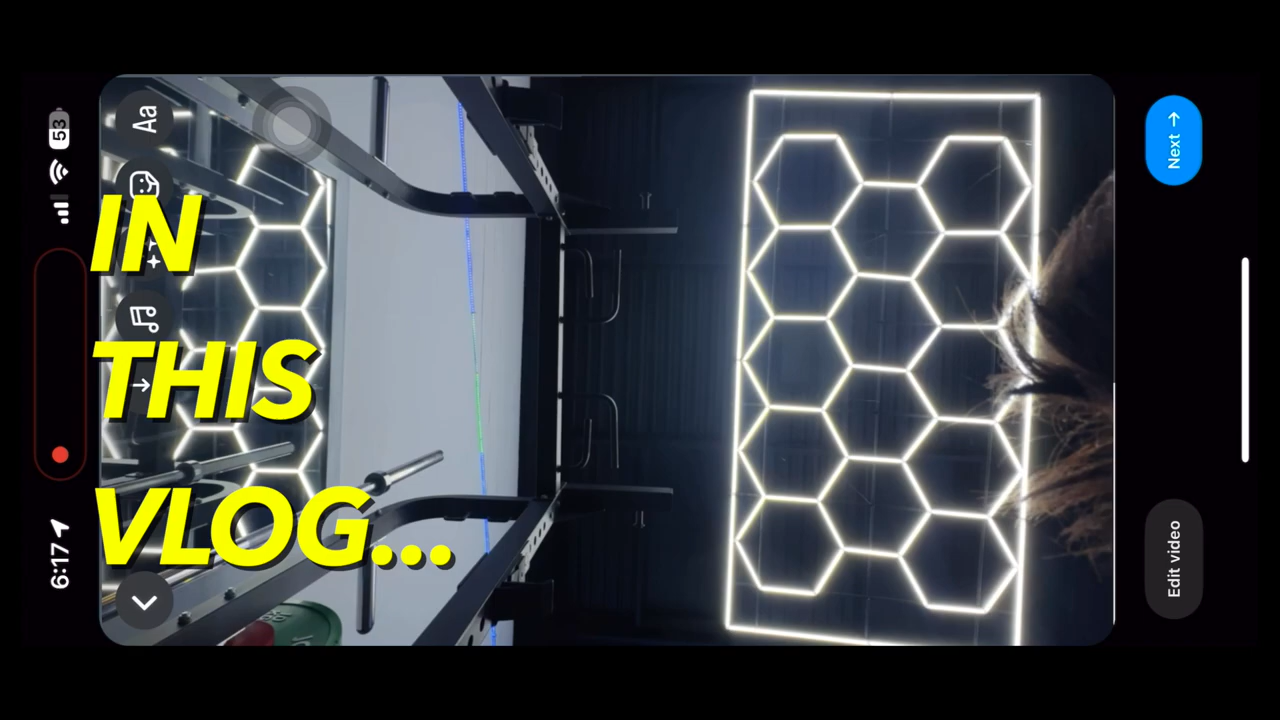 IN
THIS
VLOG...
6:17
53
Aa
Next →
Edit video